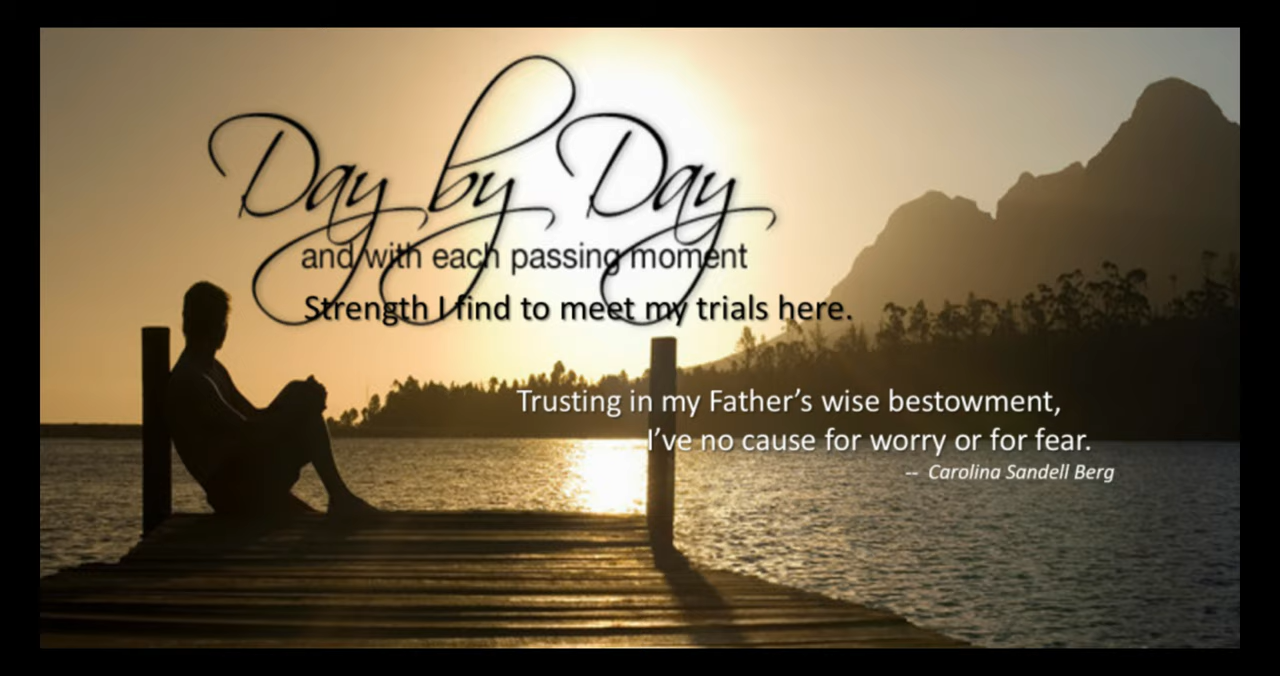 Day by Day
and with each passing moment
Strength I find to meet my trials here.
Trusting in my Father’s wise bestowment,
I’ve no cause for worry or for fear.
-- Carolina Sandell Berg